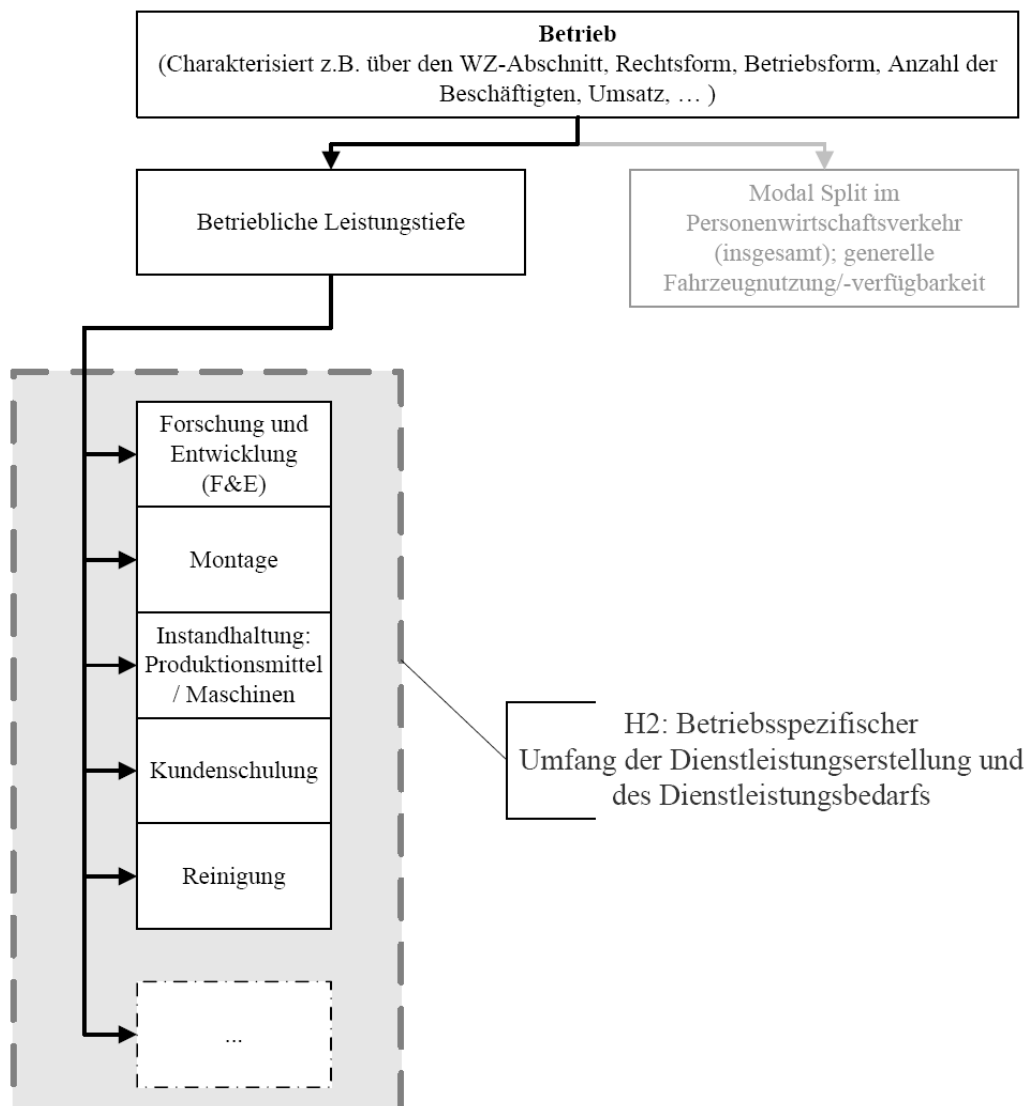 Betrieb
(Charakterisiert z.B. über den WZ-Abschnitt, Rechtsform, Betriebsform, Anzahl der
Beschäftigten, Umsatz, … )
Betriebliche Leistungstiefe
Modal Split im
Personenwirtschaftsverkehr
(insgesamt); generelle
Fahrzeugnutzung/-verfügbarkeit
Forschung und
Entwicklung
(F&E)
Montage
Instandhaltung:
Produktionsmittel
/ Maschinen
Kundenschulung
Reinigung
...
H2: Betriebsspezifischer
Umfang der Dienstleistungserstellung und
des Dienstleistungsbedarfs